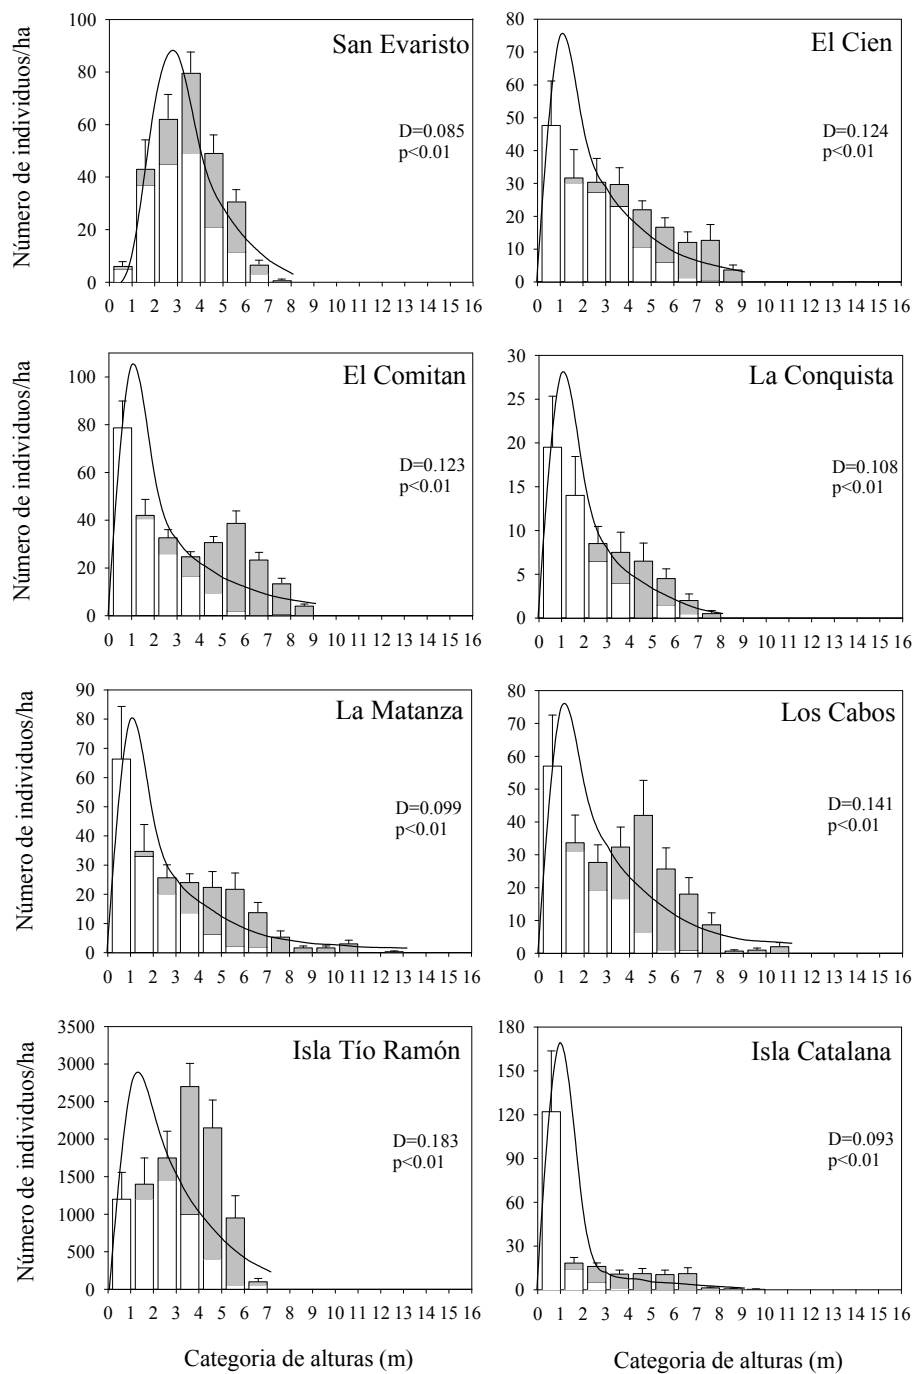 San Evaristo
Número de individuos/ha
100
80
60
40
20
0
D=0.085
p<0.01
0 1 2 3 4 5 6 7 8 9 10 11 12 13 14 15 16
El Cien
80
70
60
50
40
30
20
10
0
D=0.124
p<0.01
0 1 2 3 4 5 6 7 8 9 10 11 12 13 14 15 16
El Comitan
Número de individuos/ha
100
80
60
40
20
0
D=0.123
p<0.01
0 1 2 3 4 5 6 7 8 9 10 11 12 13 14 15 16
La Conquista
30
25
20
15
10
5
0
D=0.108
p<0.01
0 1 2 3 4 5 6 7 8 9 10 11 12 13 14 15 16
La Matanza
Número de individuos/ha
90
80
70
60
50
40
30
20
10
0
D=0.099
p<0.01
0 1 2 3 4 5 6 7 8 9 10 11 12 13 14 15 16
Los Cabos
80
70
60
50
40
30
20
10
0
D=0.141
p<0.01
0 1 2 3 4 5 6 7 8 9 10 11 12 13 14 15 16
Isla Tío Ramón
Número de individuos/ha
3500
3000
2500
2000
1500
1000
500
0
D=0.183
p<0.01
0 1 2 3 4 5 6 7 8 9 10 11 12 13 14 15 16
Categoria de alturas (m)
Isla Catalana
180
150
120
90
60
30
0
D=0.093
p<0.01
0 1 2 3 4 5 6 7 8 9 10 11 12 13 14 15 16
Categoria de alturas (m)